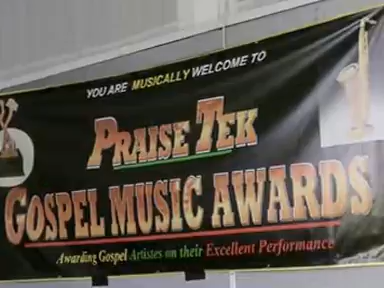 YOU ARE MUSICALLY WELCOME TO
PRAISE TEK
GOSPEL MUSIC AWARDS
Awarding Gospel Artistes on their Excellent Performance